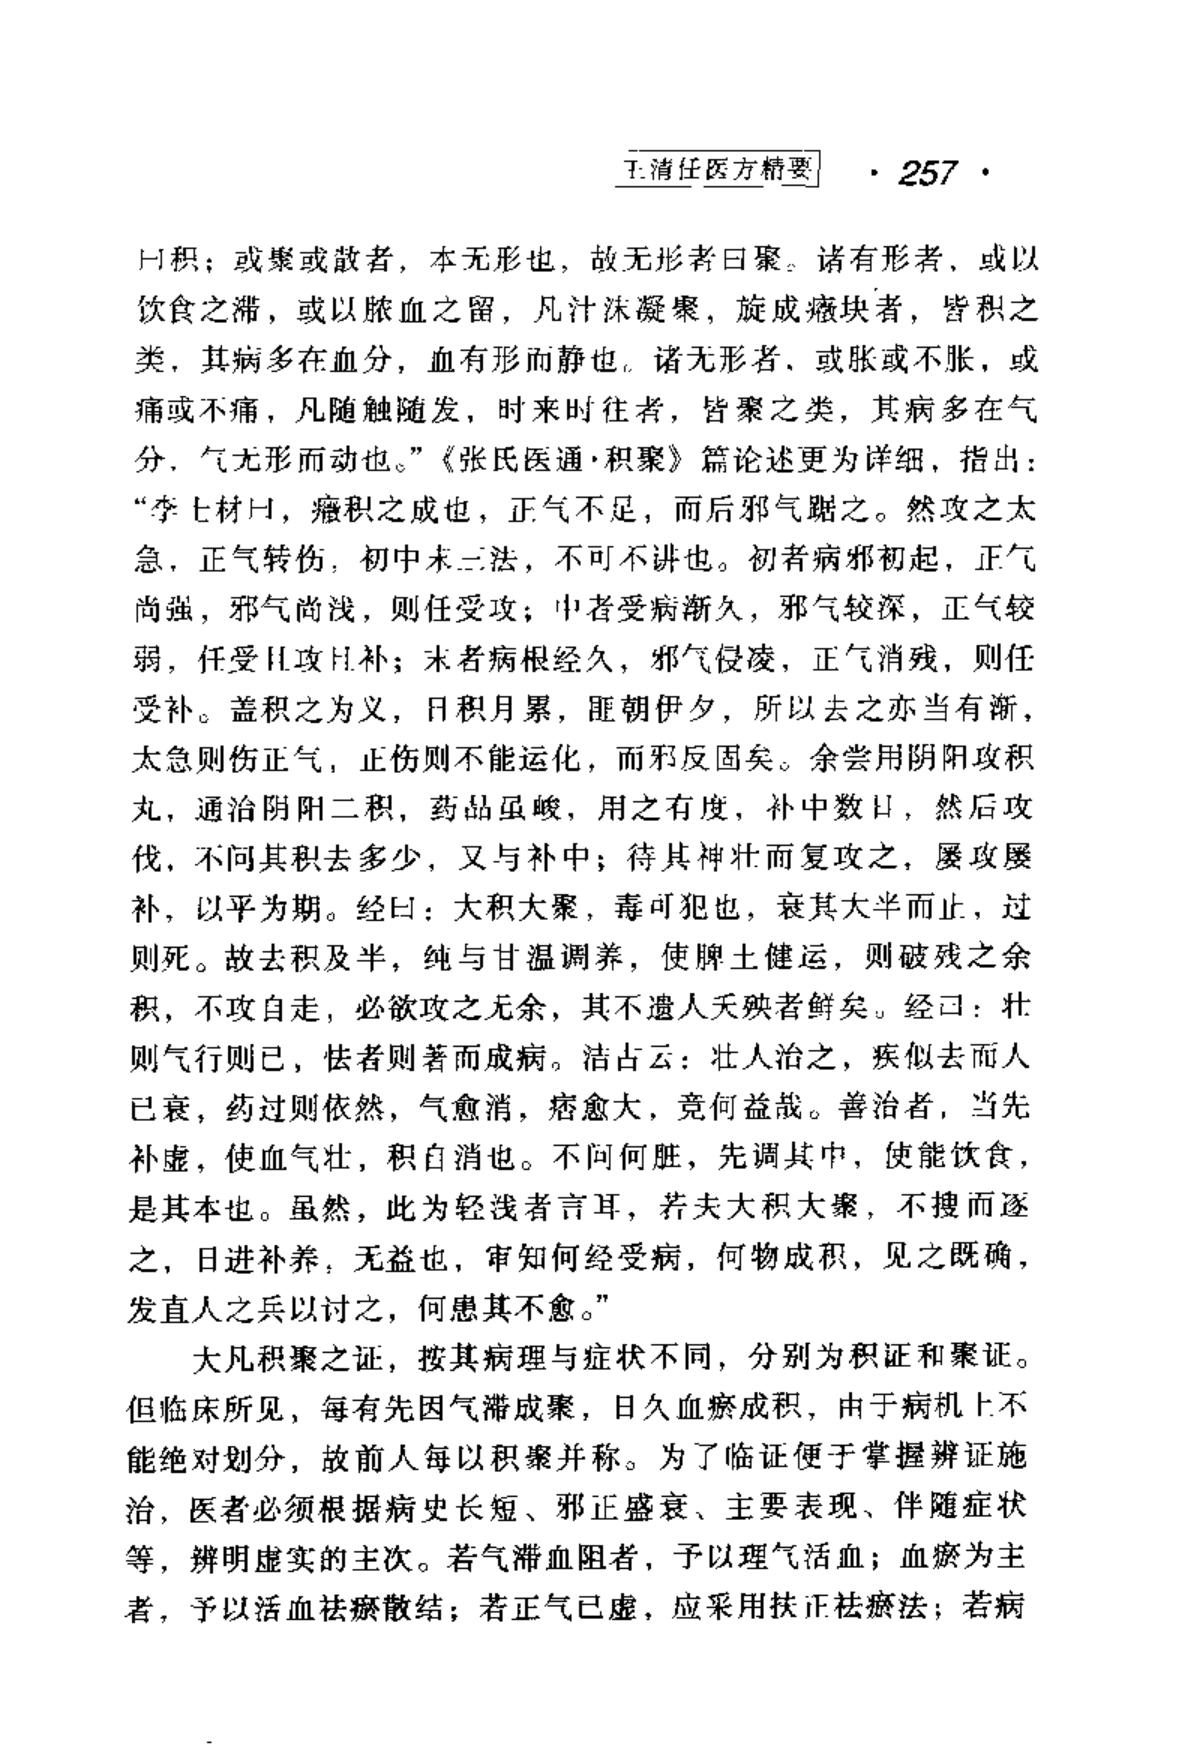 王清任医方精要 · 257 ·
曰积；或聚或散者，本无形也，故无形者曰聚。诸有形者，或以
饮食之滞，或以脓血之留，凡汁沫凝聚，旋成癥块者，皆积之
类，其病多在血分，血有形而静也。诸无形者，或胀或不胀，或
痛或不痛，凡随触随发，时来时往者，皆聚之类，其病多在气
分，气无形而动也。”《张氏医通·积聚》篇论述更为详细，指出：
“李士材曰，癥积之成也，正气不足，而后邪气踞之。然攻之太
急，正气转伤，初中末三法，不可不讲也。初者病邪初起，正气
尚强，邪气尚浅，则任受攻；中者受病渐久，邪气较深，正气较
弱，任受且攻且补；末者病根经久，邪气侵凌，正气消残，则任
受补。盖积之为义，日积月累，匪朝伊夕，所以去之亦当有渐，
太急则伤正气，正伤则不能运化，而邪反固矣。余尝用阴阳攻积
丸，通治阴阳二积，药品虽峻，用之有度，补中数日，然后攻
伐，不问其积去多少，又与补中；待其神壮而复攻之，屡攻屡
补，以平为期。经曰：大积大聚，毒可犯也，衰其大半而止，过
则死。故去积及半，纯与甘温调养，使脾土健运，则破残之余
积，不攻自走，必欲攻之无余，其不遗人夭殃者鲜矣。经曰：壮
则气行则已，怯者则著而成病。洁古云：壮人治之，疾似去而人
已衰，药过则依然，气愈消，痞愈大，竟何益哉。善治者，当先
补虚，使血气壮，积自消也。不问何脏，先调其中，使能饮食，
是其本也。虽然，此为轻浅者言耳，若夫大积大聚，不搜而逐
之，日进补养，无益也，审知何经受病，何物成积，见之既确，
发直人之兵以讨之，何患其不愈。”
大凡积聚之证，按其病理与症状不同，分别为积证和聚证。
但临床所见，每有先因气滞成聚，日久血瘀成积，由于病机上不
能绝对划分，故前人每以积聚并称。为了临证便于掌握辨证施
治，医者必须根据病史长短、邪正盛衰、主要表现、伴随症状
等，辨明虚实的主次。若气滞血阻者，予以理气活血；血瘀为主
者，予以活血祛瘀散结；若正气已虚，应采用扶正祛瘀法；若病